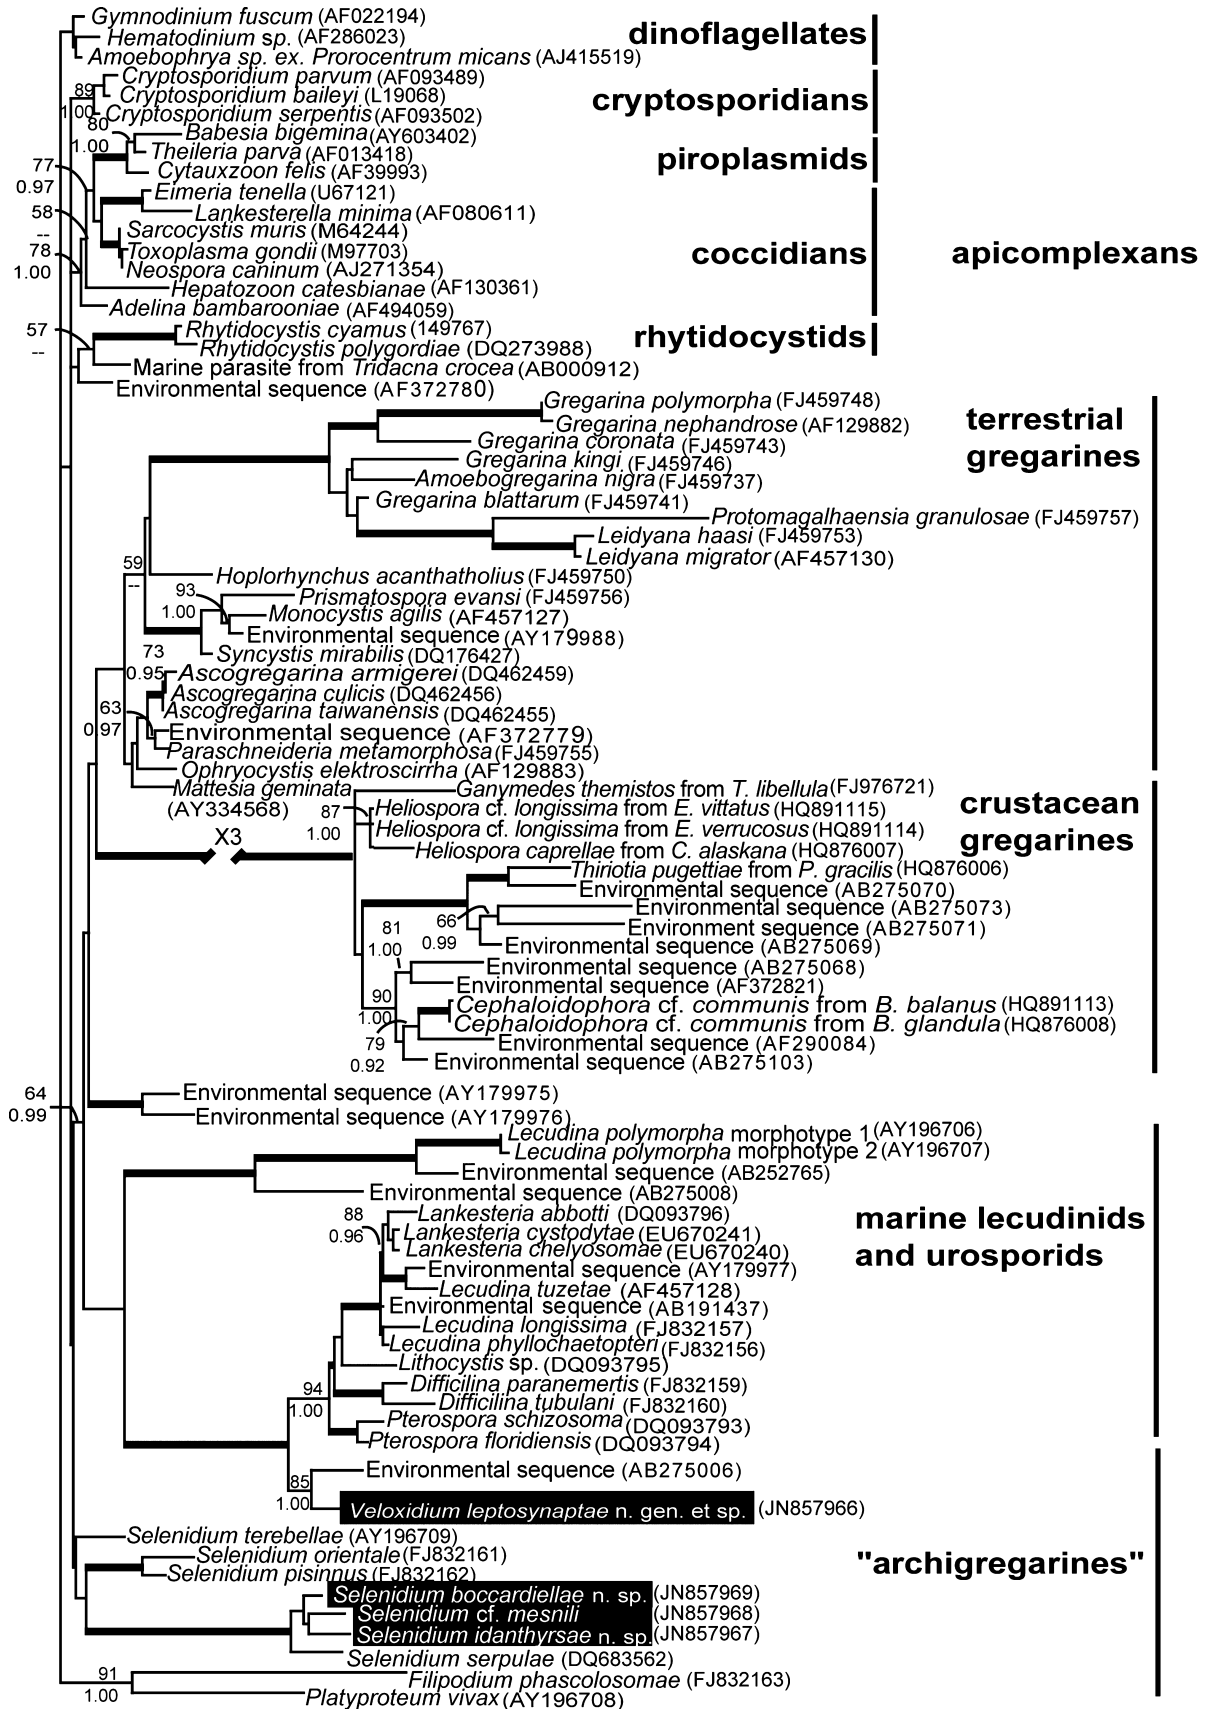 Gymnodinium fuscum (AF022194)
Hematodinium sp. (AF286023)
dinoflagellates
Amoebophrya sp. ex. Prorocentrum micans (AJ415519)
Cryptosporidium parvum (AF093489)
89
1.00
Cryptosporidium baileyi (L19068)
cryptosporidians
Cryptosporidium serpentis (AF093502)
80
1.00
Babesia bigemina (AY603402)
Theileria parva (AF013418)
piroplasmids
Cytauxzoon felis (AF39993)
77
0.97
Eimeria tenella (U67121)
58
--
Lankesterella minima (AF080611)
Sarcocystis muris (M64244)
78
1.00
Toxoplasma gondii (M97703)
coccidians
apicomplexans
Neospora caninum (AJ271354)
Hepatozoon catesbianae (AF130361)
Adelina bambarooniae (AF494059)
57
--
Rhytidocystis cyamus (149767)
rhytidocystids
Rhytidocystis polygordiae (DQ273988)
Marine parasite from Tridacna crocea (AB000912)
Environmental sequence (AF372780)
Gregarina polymorpha (FJ459748)
Gregarina nephandrose (AF129882)
terrestrial
gregarines
Gregarina coronata (FJ459743)
Gregarina kingi (FJ459746)
Amoebogregarina nigra (FJ459737)
Gregarina blattarum (FJ459741)
Protomagalhaensia granulosae (FJ459757)
Leidyana haasi (FJ459753)
Leidyana migrator (AF457130)
59
--
Hoplorhynchus acanthatholius (FJ459750)
93
1.00
Prismatospora evansi (FJ459756)
Monocystis agilis (AF457127)
Environmental sequence (AY179988)
Syncystis mirabilis (DQ176427)
73
0.95
Ascogregarina armigerei (DQ462459)
Ascogregarina culicis (DQ462456)
Ascogregarina taiwanensis (DQ462455)
63
0.97
Environmental sequence (AF372779)
Paraschneideria metamorphosa (FJ459755)
Ophryocystis elektroscirrha (AF129883)
Mattesia geminata
(AY334568)
Ganymedes themistos from T. libellula (FJ976721)
87
1.00
Heliospora cf. longissima from E. vittatus (HQ891115)
crustacean
gregarines
Heliospora cf. longissima from E. verrucosus (HQ891114)
X3
Heliospora caprellae from C. alaskana (HQ876007)
Thiriotia pugettiae from P. gracilis (HQ876006)
Environmental sequence (AB275070)
Environmental sequence (AB275073)
66
0.99
Environment sequence (AB275071)
Environmental sequence (AB275069)
81
1.00
Environmental sequence (AB275068)
Environmental sequence (AF372821)
90
1.00
Cephaloidophora cf. communis from B. balanus (HQ891113)
Cephaloidophora cf. communis from B. glandula (HQ876008)
79
0.92
Environmental sequence (AF290084)
Environmental sequence (AB275103)
64
0.99
Environmental sequence (AY179975)
Environmental sequence (AY179976)
Lecudina polymorpha morphotype 1 (AY196706)
Lecudina polymorpha morphotype 2 (AY196707)
Environmental sequence (AB252765)
Environmental sequence (AB275008)
88
0.96
Lankesteria abbotti (DQ093796)
marine lecudinids
and urosporids
Lankesteria cystodytae (EU670241)
Lankesteria chelyosomae (EU670240)
Environmental sequence (AY179977)
Lecudina tuzetae (AF457128)
Environmental sequence (AB191437)
Lecudina longissima (FJ832157)
Lecudina phyllochaetopteri (FJ832156)
Lithocystis sp. (DQ093795)
94
1.00
Difficilina paranemertis (FJ832159)
Difficilina tubulani (FJ832160)
Pterospora schizosoma (DQ093793)
Pterospora floridiensis (DQ093794)
85
1.00
Environmental sequence (AB275006)
Veloxidium leptosynaptae n. gen. et sp. (JN857966)
Selenidium terebellae (AY196709)
Selenidium orientale (FJ832161)
"archigregarines"
Selenidium pisinnus (FJ832162)
Selenidium boccardiellae n. sp. (JN857969)
Selenidium cf. mesnili (JN857968)
Selenidium idanthyrsae n. sp. (JN857967)
Selenidium serpulae (DQ683562)
91
1.00
Filipodium phascolosomae (FJ832163)
Platyproteum vivax (AY196708)